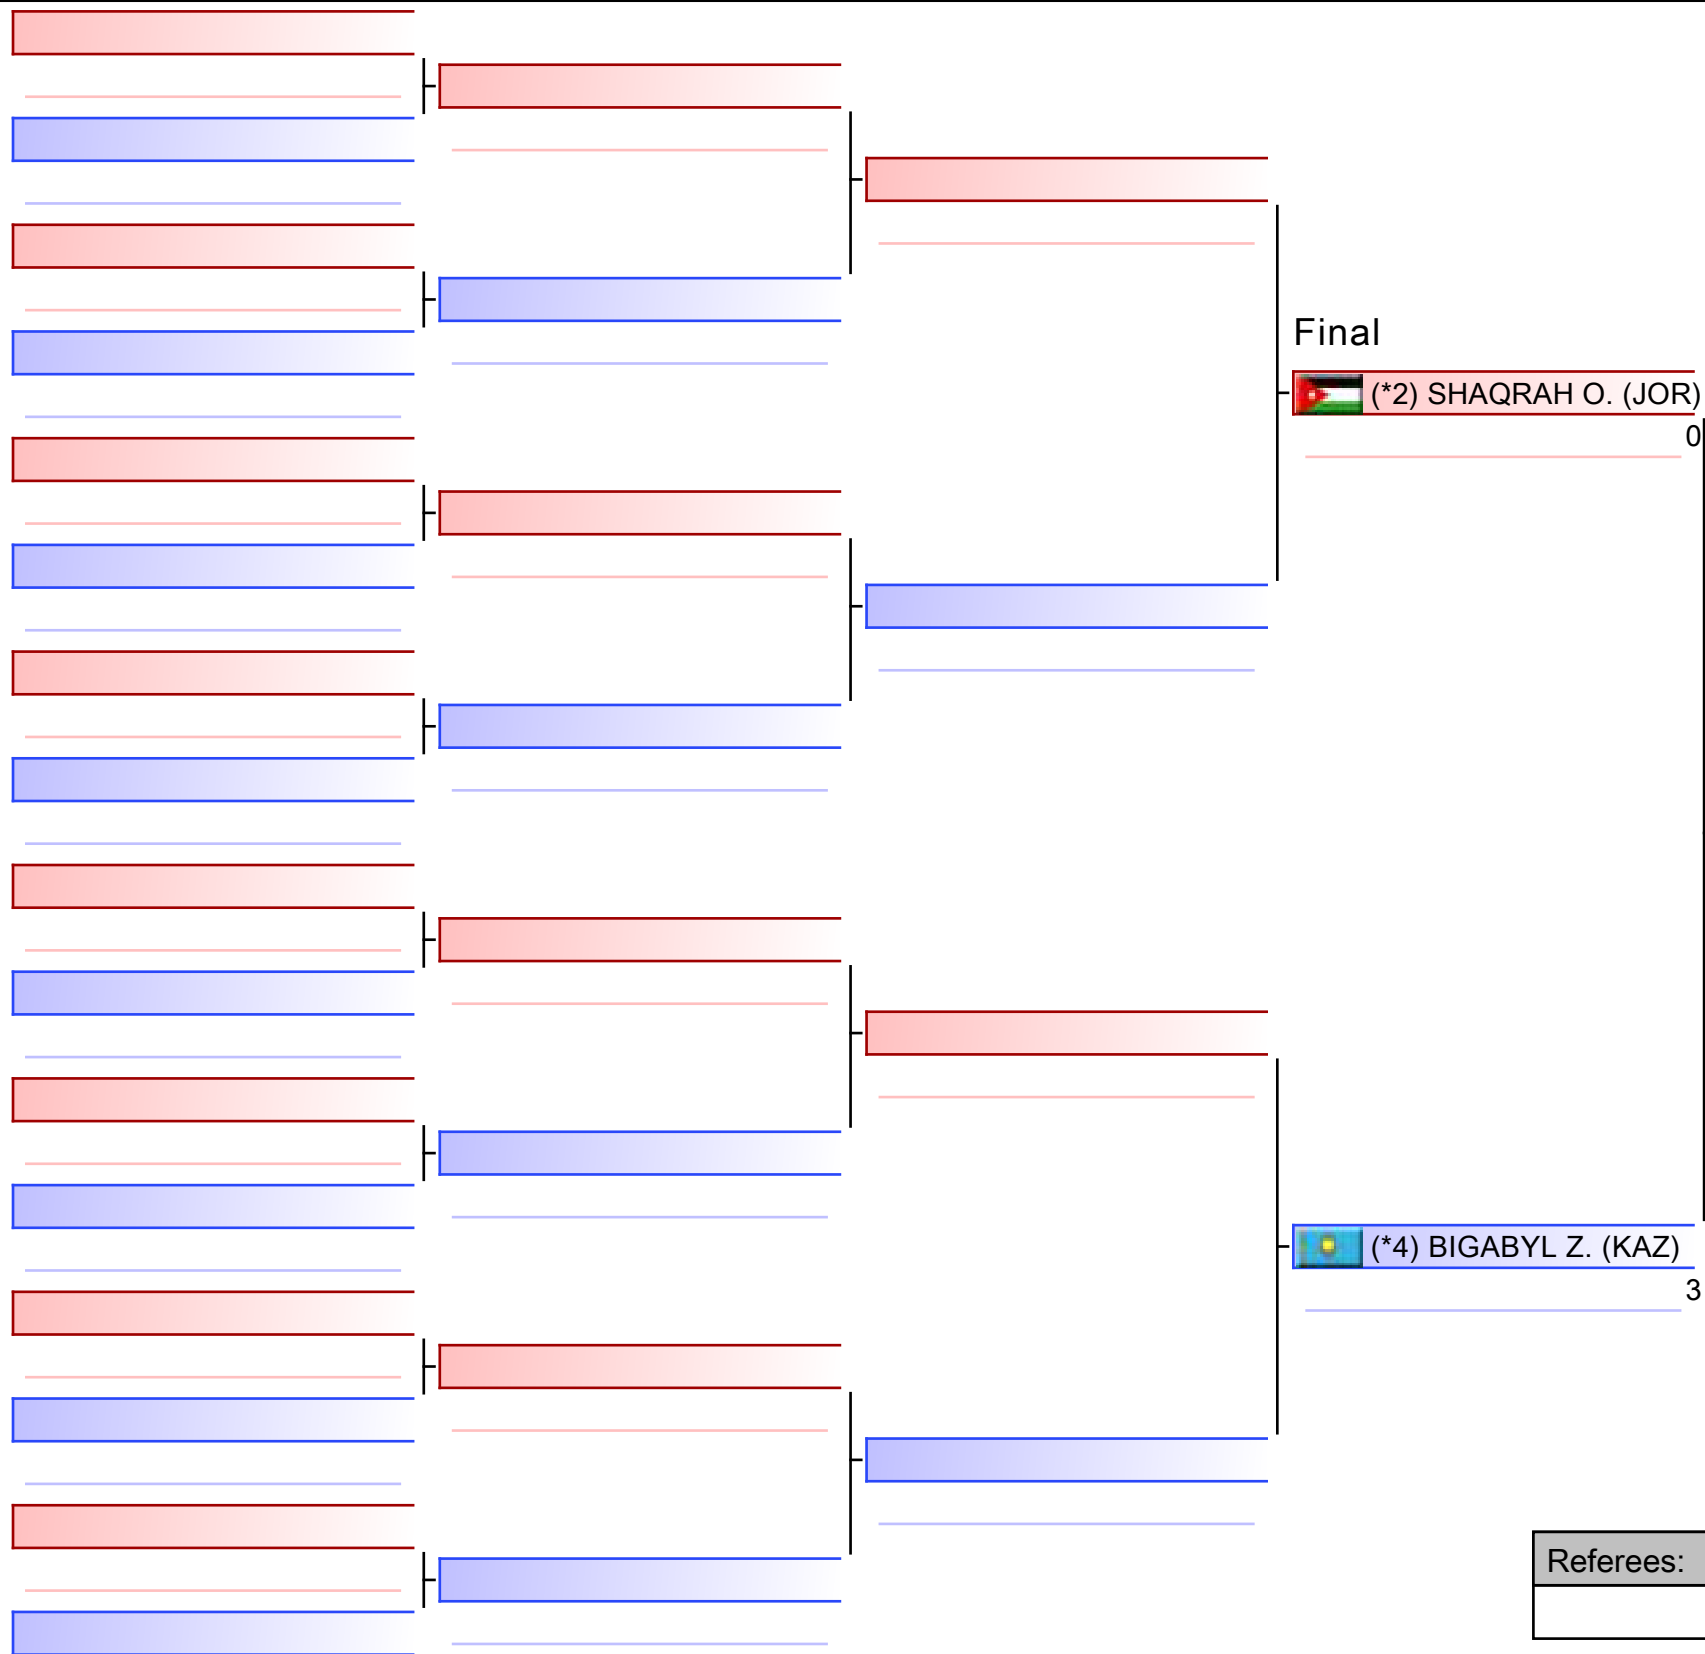 Final
(*2) SHAQRAH O. (JOR)
0
(*4) BIGABYL Z. (KAZ)
3
Referees: